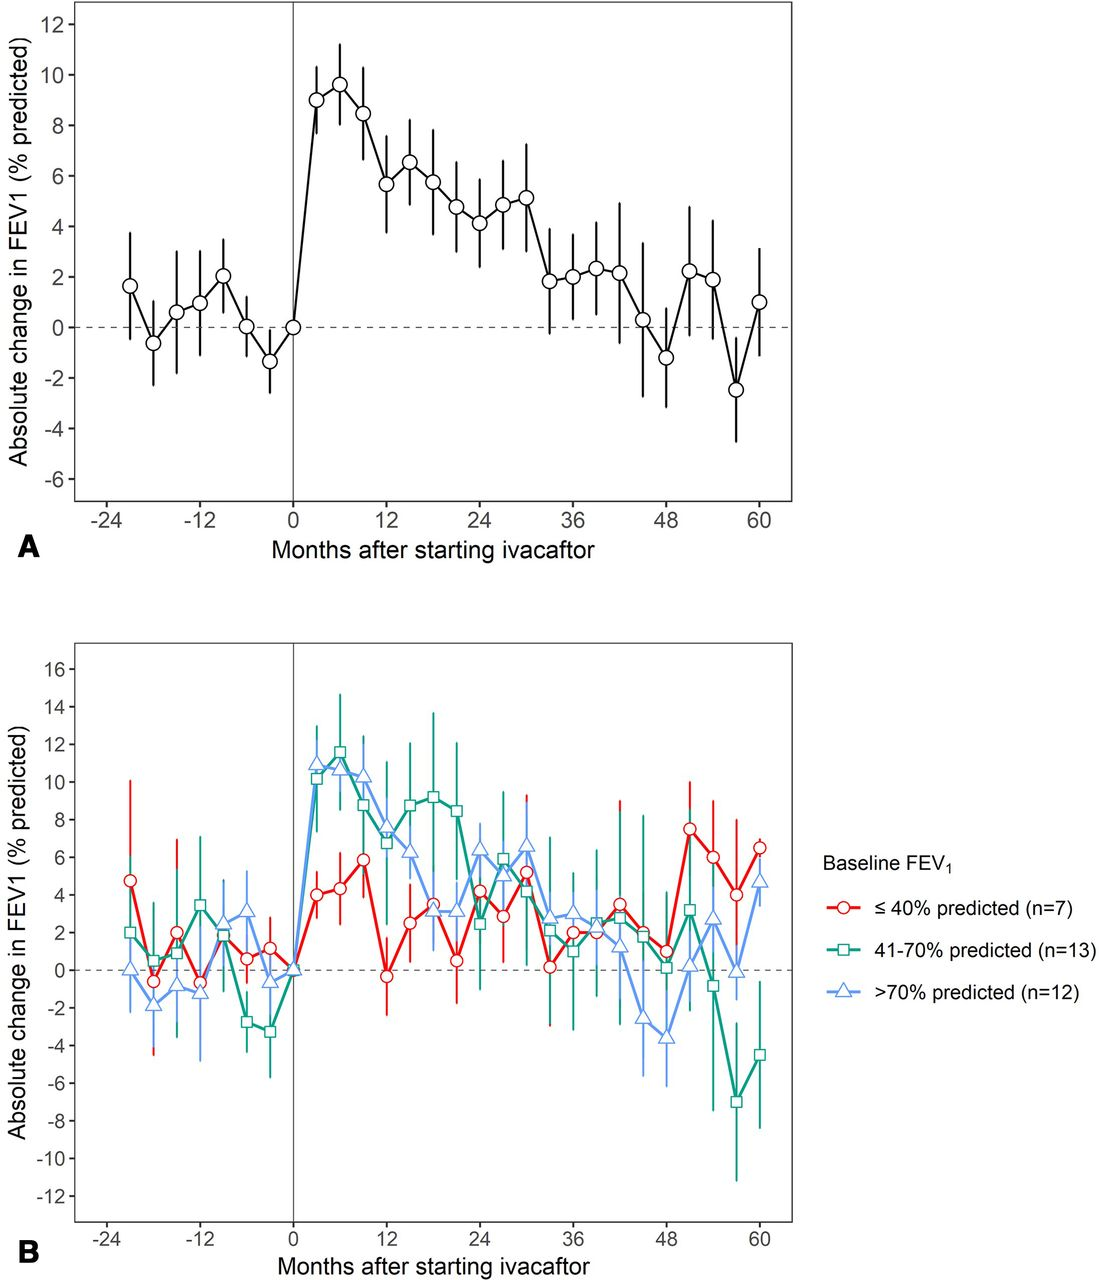 Absolute change in FEV1 (% predicted)
12
10
8
6
4
2
0
-2
-4
-6
-24 -12 0 12 24 36 48 60
Months after starting ivacaftor
A
Absolute change in FEV1 (% predicted)
16
14
12
10
8
6
4
2
0
-2
-4
-6
-8
-10
-12
-24 -12 0 12 24 36 48 60
Months after starting ivacaftor
B
Baseline FEV₁
≤ 40% predicted (n=7)
41-70% predicted (n=13)
>70% predicted (n=12)